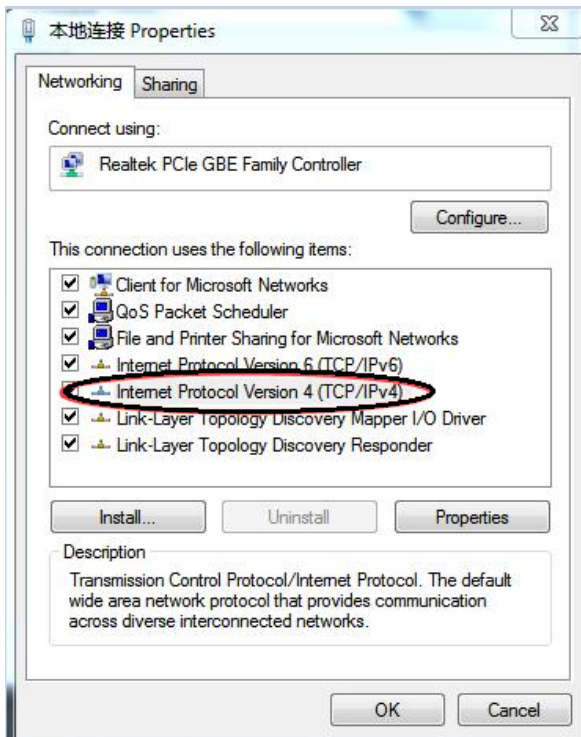 本地连接 Properties
Networking
Sharing
Connect using:
Realtek PCIe GBE Family Controller
Configure...
This connection uses the following items:
Client for Microsoft Networks
QoS Packet Scheduler
File and Printer Sharing for Microsoft Networks
Internet Protocol Version 6 (TCP/IPv6)
Internet Protocol Version 4 (TCP/IPv4)
Link-Layer Topology Discovery Mapper I/O Driver
Link-Layer Topology Discovery Responder
Install...
Uninstall
Properties
Description
Transmission Control Protocol/Internet Protocol. The default
wide area network protocol that provides communication
across diverse interconnected networks.
OK
Cancel